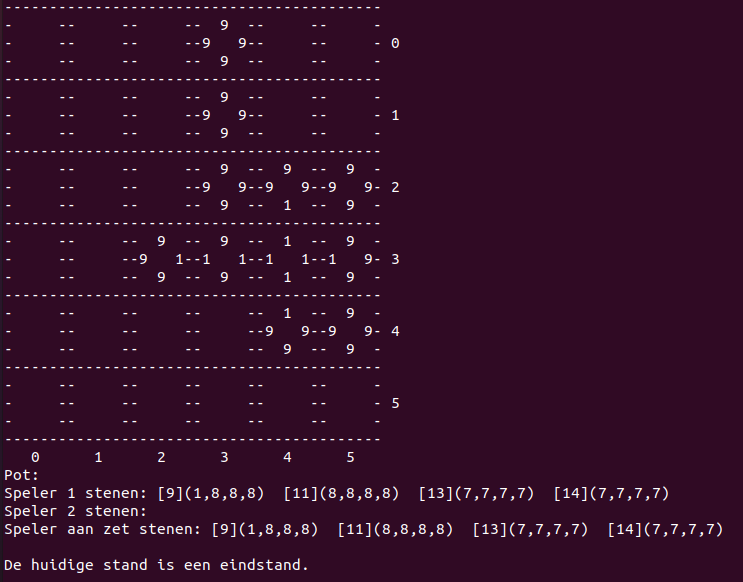 ------------------------------------------
-      --     --     --  9  --     --     -
-      --     --     --9   9--     --     - 0
-      --     --     --  9  --     --     -
------------------------------------------
-      --     --     --  9  --     --     -
-      --     --     --9   9--     --     - 1
-      --     --     --  9  --     --     -
------------------------------------------
-      --     --     --  9  --  9  --  9  -
-      --     --     --9   9--9   9--9   9- 2
-      --     --     --  9  --  1  --  9  -
------------------------------------------
-      --     --  9  --  9  --  1  --  9  -
-      --     --9   1--1   1--1   1--1   9- 3
-      --     --  9  --  9  --  1  --  9  -
------------------------------------------
-      --     --     --     --  1  --  9  -
-      --     --     --     --9   9--9   9- 4
-      --     --     --     --  9  --  9  -
------------------------------------------
-      --     --     --     --     --     -
-      --     --     --     --     --     - 5
-      --     --     --     --     --     -
------------------------------------------
   0      1      2      3      4      5
Pot:
Speler 1 stenen: [9](1,8,8,8)  [11](8,8,8,8)  [13](7,7,7,7)  [14](7,7,7,7)
Speler 2 stenen:
Speler aan zet stenen: [9](1,8,8,8)  [11](8,8,8,8)  [13](7,7,7,7)  [14](7,7,7,7)
De huidige stand is een eindstand.